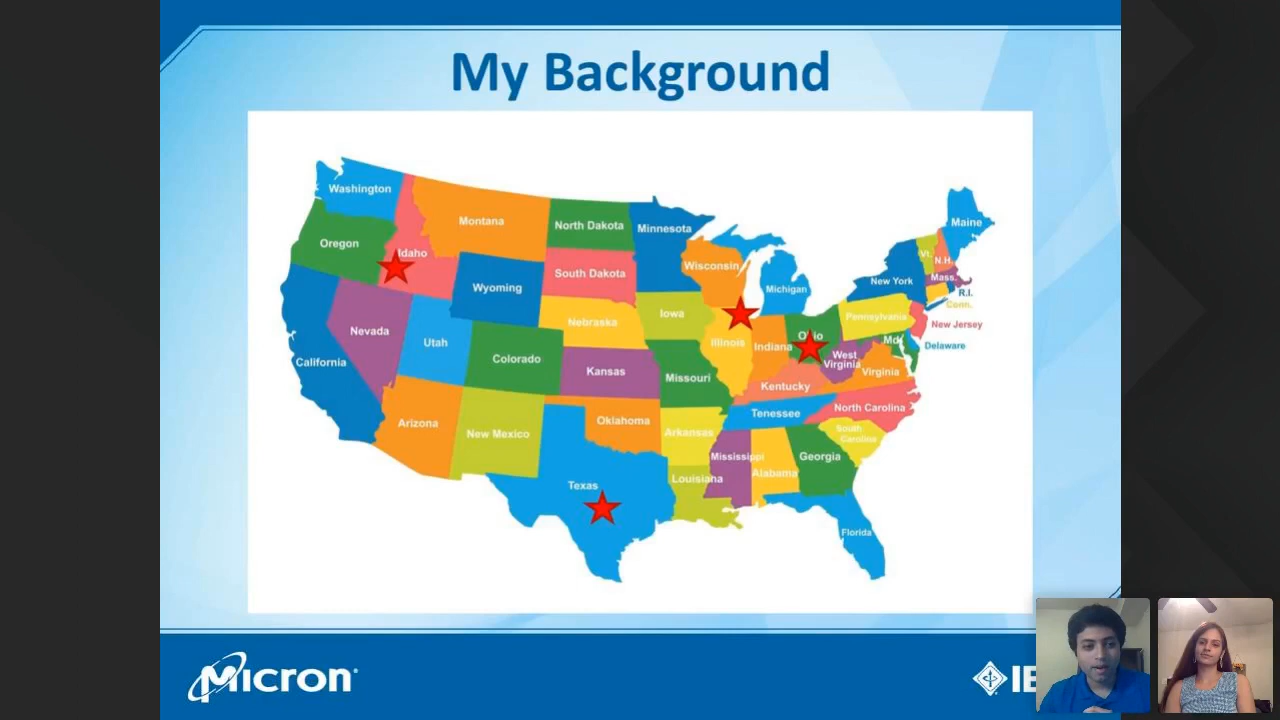 My Background
Washington
Oregon
Idaho
Montana
North Dakota
Minnesota
Wisconsin
Michigan
Maine
Vt.
N.H.
Mass.
New York
R.I.
Conn.
South Dakota
Wyoming
Nebraska
Iowa
Illinois
Indiana
Ohio
Pennsylvania
New Jersey
Md
Delaware
Nevada
Utah
Colorado
Kansas
Missouri
Kentucky
West
Virginia
Virginia
California
Arizona
New Mexico
Oklahoma
Arkansas
Tenessee
North Carolina
South
Carolina
Mississippi
Alabama
Georgia
Louisiana
Texas
Florida
Micron